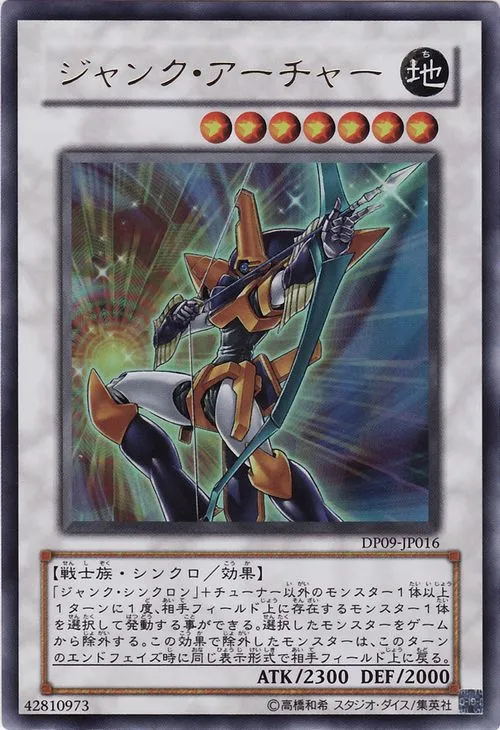 ジャンク・アーチャー
地
DP09-JP016
【戦士族・シンクロ/効果】
「ジャンク・シンクロン」+チューナー以外のモンスター1体以上
1ターンに1度、相手フィールド上に存在するモンスター1体
を選択して発動する事ができる。選択したモンスターをゲーム
から除外する。この効果で除外したモンスターは、このターン
のエンドフェイズ時に同じ表示形式で相手フィールド上に戻る。
ATK/2300 DEF/2000
42810973 ©高橋和希 スタジオ・ダイス/集英社